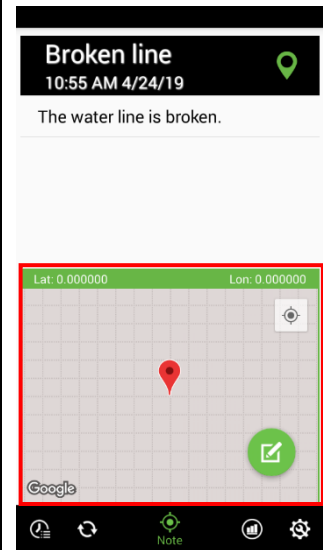 Broken line
10:55 AM 4/24/19
The water line is broken.
Lat: 0.000000 Lon: 0.000000
Google
Note